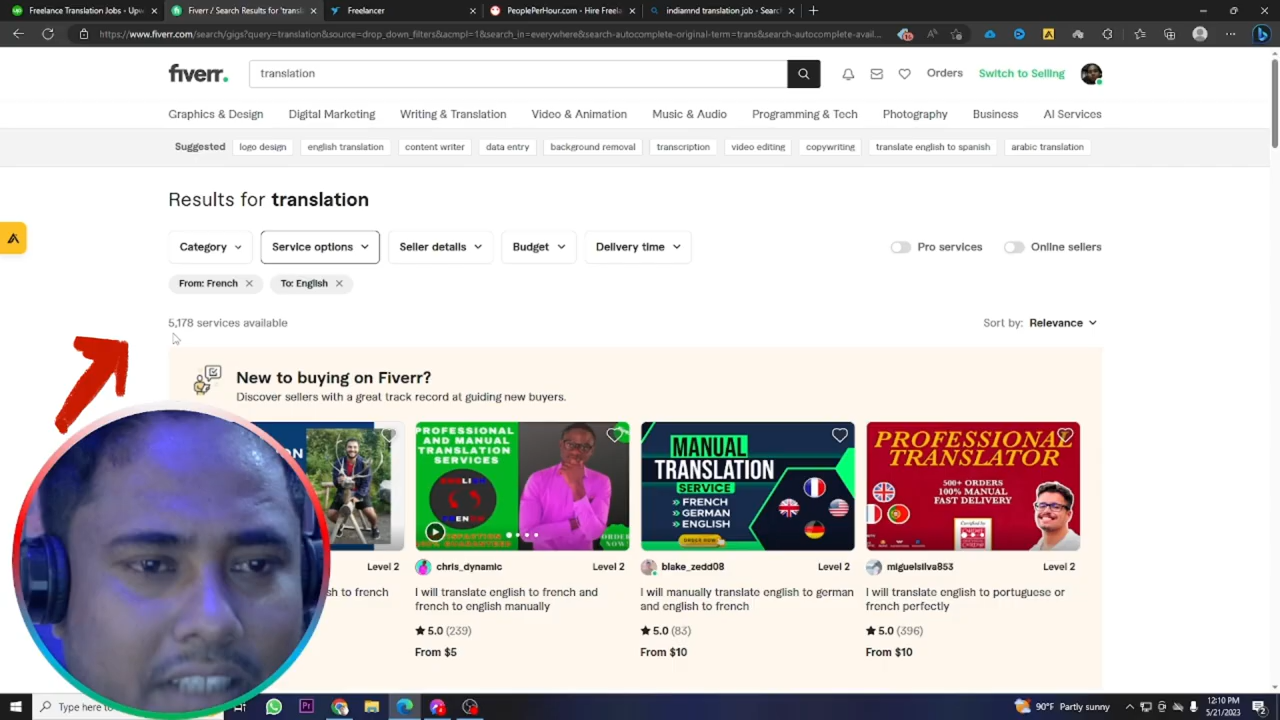 Freelance Translation Jobs - Upw
Fiverr / search results for 'transla
Freelancer
PeoplePerHour.com - Hire Freela
indiannd translation job - Search
https://www.fiverr.com/search/gigs?query=translation&source=drop_down_filters&acmpl=1&search_in=everywhere&search-autocomplete-original-term=trans&search-autocomplete-avail...
fiverr.
translation
Orders
Switch to Selling
Graphics & Design
Digital Marketing
Writing & Translation
Video & Animation
Music & Audio
Programming & Tech
Photography
Business
AI Services
Suggested
logo design
english translation
content writer
data entry
background removal
transcription
video editing
copywriting
translate english to spanish
arabic translation
Results for translation
Category
Service options
Seller details
Budget
Delivery time
Pro services
Online sellers
From: French
To: English
5,178 services available
Sort by: Relevance
New to buying on Fiverr?
Discover sellers with a great track record at guiding new buyers.
ON
PROFESSIONAL
AND MANUAL
TRANSLATION
SERVICES
ORDER
NOW!
MANUAL
TRANSLATION
SERVICE
FRENCH
GERMAN
ENGLISH
ORDER NOW
PROFESSIONAL
TRANSLATOR
500+ ORDERS
100% MANUAL
FAST DELIVERY
Level 2
chris_dynamic
Level 2
blake_zedd08
Level 2
miguelsilva853
Level 2
sh to french
I will translate english to french and
french to english manually
I will manually translate english to german
and english to french
I will translate english to portuguese or
french perfectly
5.0 (239)
5.0 (83)
5.0 (396)
From $5
From $10
From $10
Type here to
90°F Partly sunny
12:10 PM
5/21/2023
2